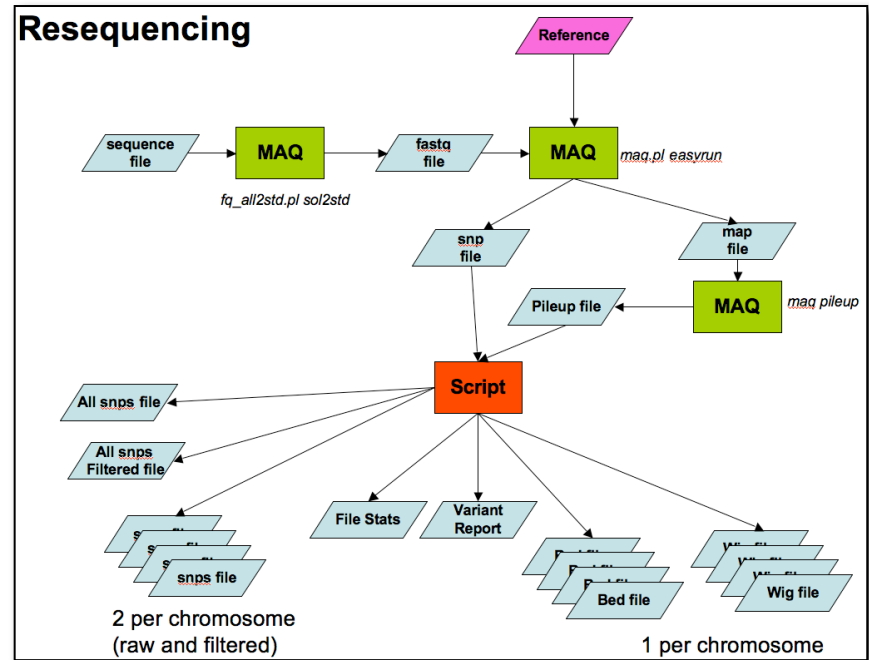 Resequencing
Reference
sequence
file
MAQ
fastq
file
MAQ
maq.pl easyrun
fq_all2std.pl sol2std
snp
file
map
file
Pileup file
MAQ
maq pileup
Script
All snps file
All snps
Filtered file
File Stats
Variant
Report
snps file
Bed file
Wig file
2 per chromosome
(raw and filtered)
1 per chromosome